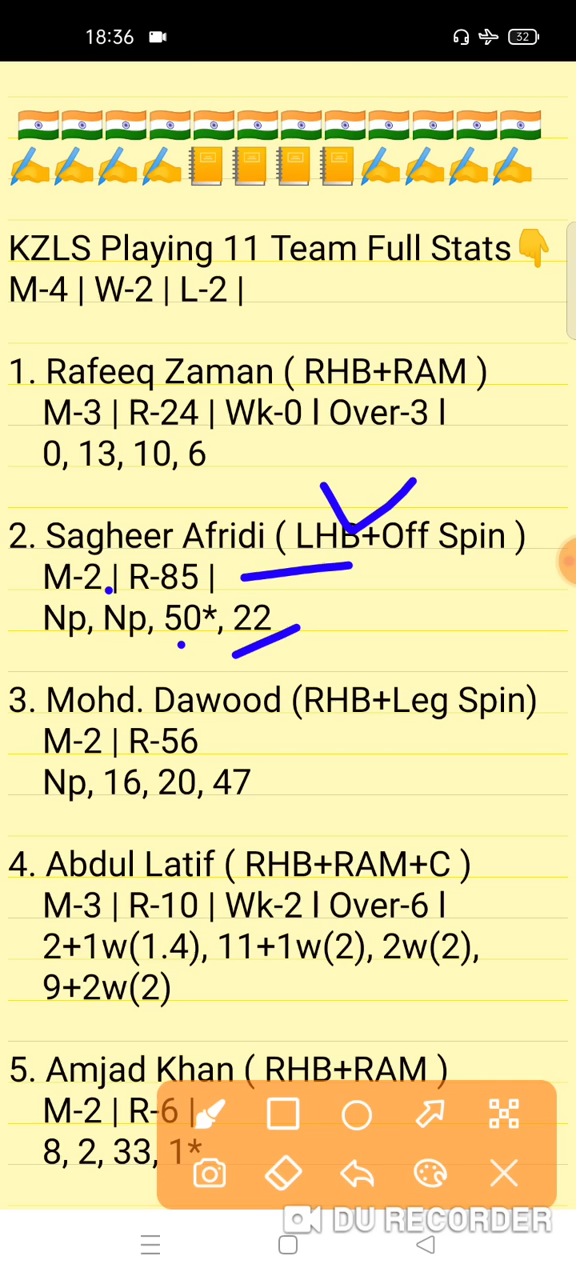 18:36
32
KZLS Playing 11 Team Full Stats
M-4 | W-2 | L-2 |
1. Rafeeq Zaman ( RHB+RAM )
M-3 | R-24 | Wk-0 l Over-3 l
0, 13, 10, 6
2. Sagheer Afridi ( LHB+Off Spin )
M-2 | R-85 |
Np, Np, 50*, 22
3. Mohd. Dawood (RHB+Leg Spin)
M-2 | R-56
Np, 16, 20, 47
4. Abdul Latif ( RHB+RAM+C )
M-3 | R-10 | Wk-2 l Over-6 l
2+1w(1.4), 11+1w(2), 2w(2),
9+2w(2)
5. Amjad Khan ( RHB+RAM )
M-2 | R-6 |
8, 2, 33, 1*
DU RECORDER